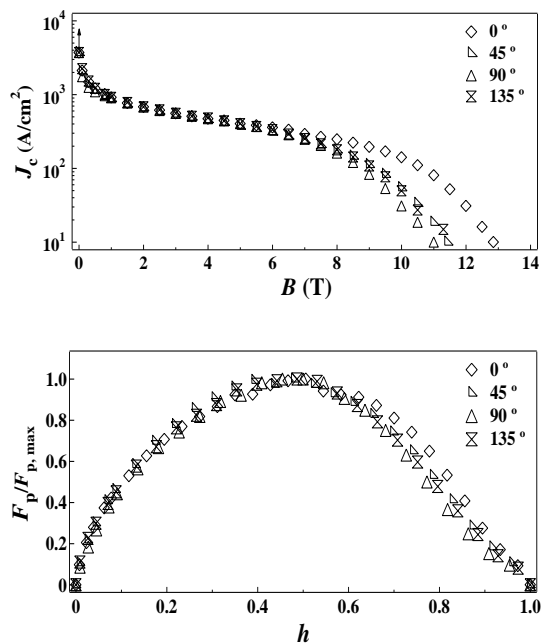 10⁴
10³
10²
10¹
J_c (A/cm²)
0 º
45 º
90 º
135 º
0 2 4 6 8 10 12 14
B (T)
1.0
0.8
0.6
0.4
0.2
0
F_p/F_p, max
0 º
45 º
90 º
135 º
0 0.2 0.4 0.6 0.8 1.0
h